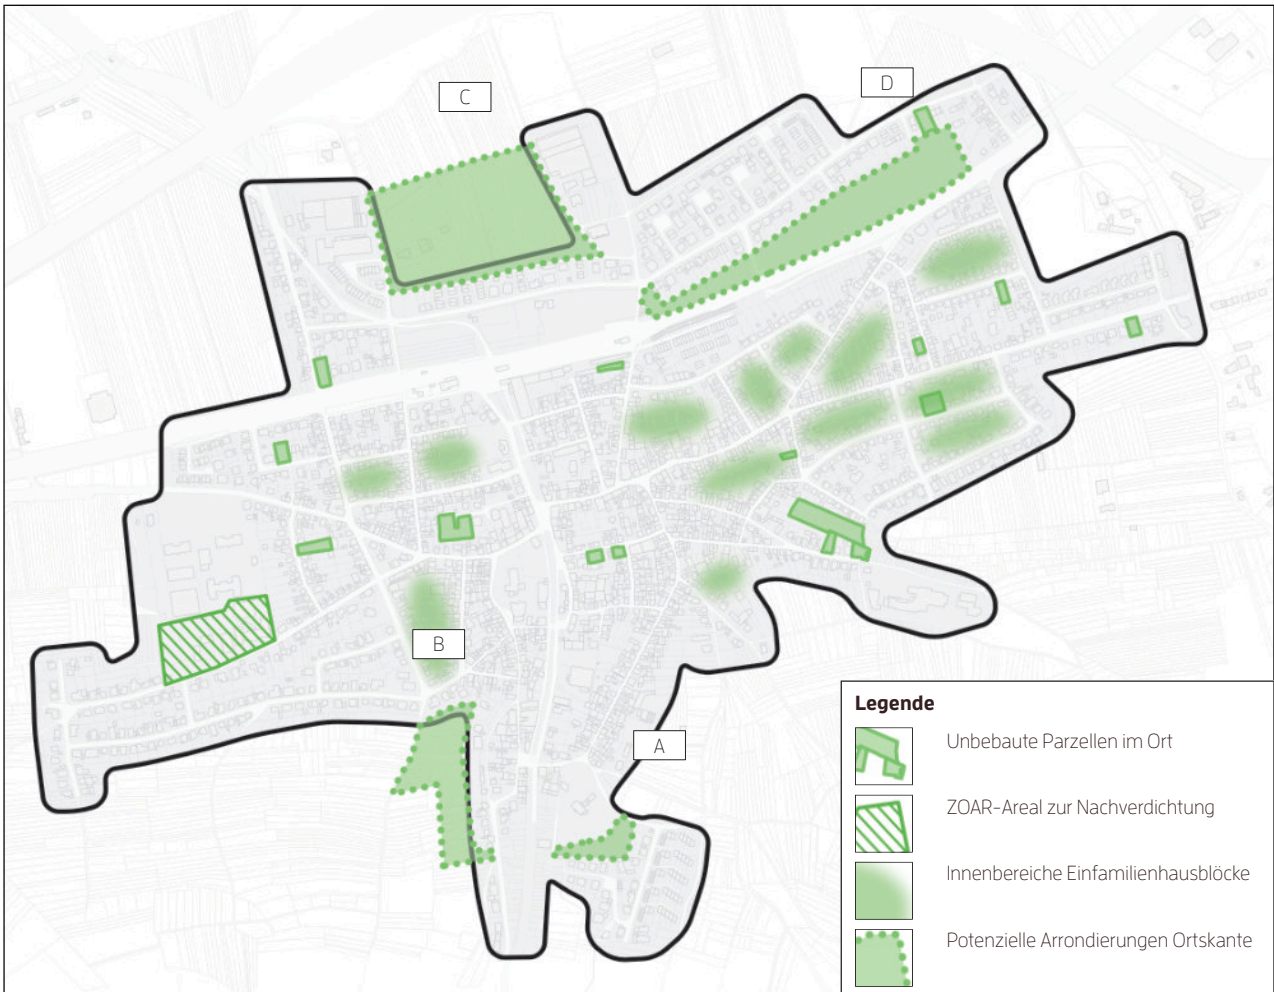 C
D
B
A
Legende
Unbebaute Parzellen im Ort
ZOAR-Areal zur Nachverdichtung
Innenbereiche Einfamilienhausblöcke
Potenzielle Arrondierungen Ortskante